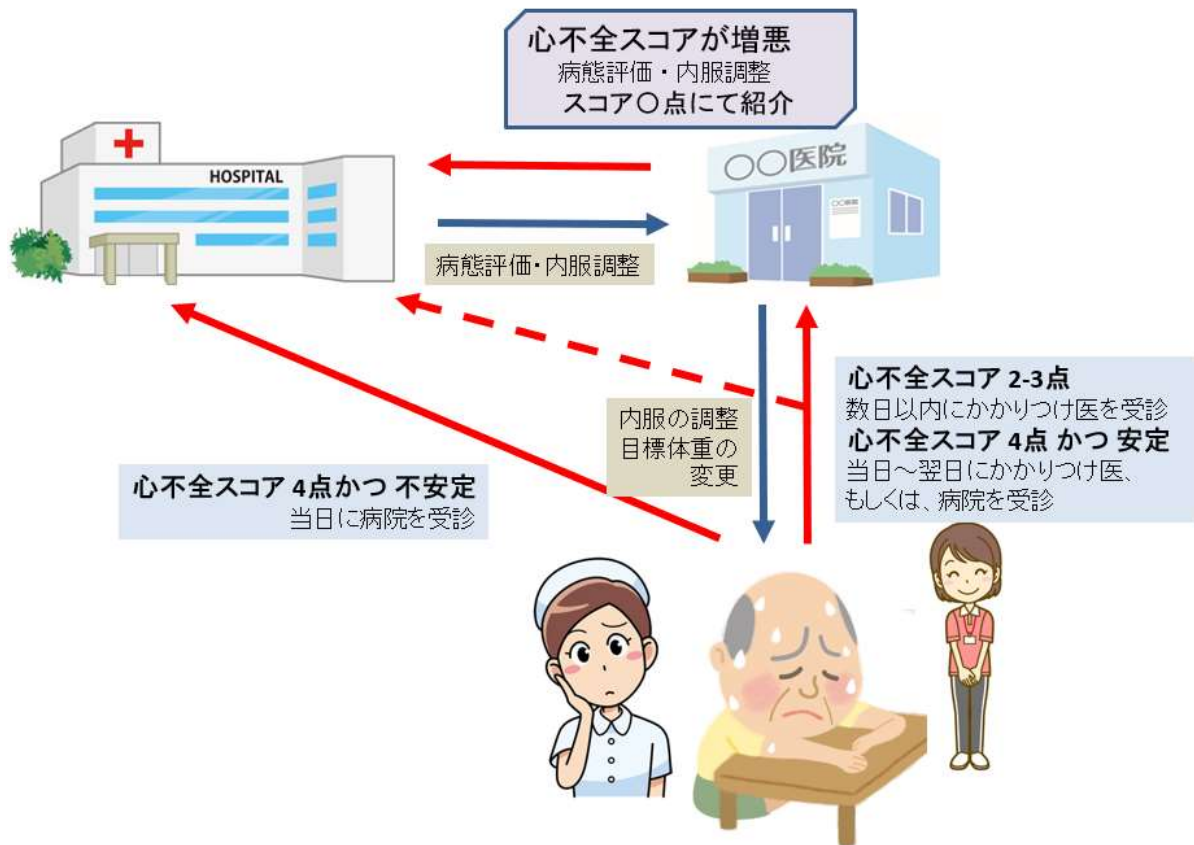 心不全スコアが増悪
病態評価・内服調整
スコア〇点にて紹介
HOSPITAL
〇〇医院
病態評価・内服調整
心不全スコア 2-3点
数日以内にかかりつけ医を受診
心不全スコア 4点 かつ 安定
当日~翌日にかかりつけ医、
もしくは、病院を受診
内服の調整
目標体重の
変更
心不全スコア 4点かつ 不安定
当日に病院を受診